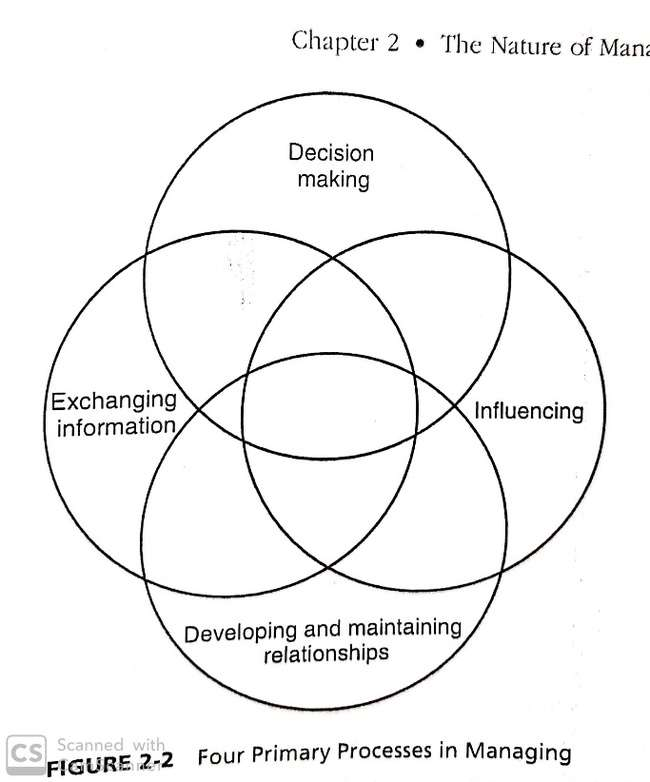 Chapter 2 • The Nature of Mana
Decision
making
Exchanging
information
Influencing
Developing and maintaining
relationships
CS Scanned with
FIGURE 2-2 Four Primary Processes in Managing